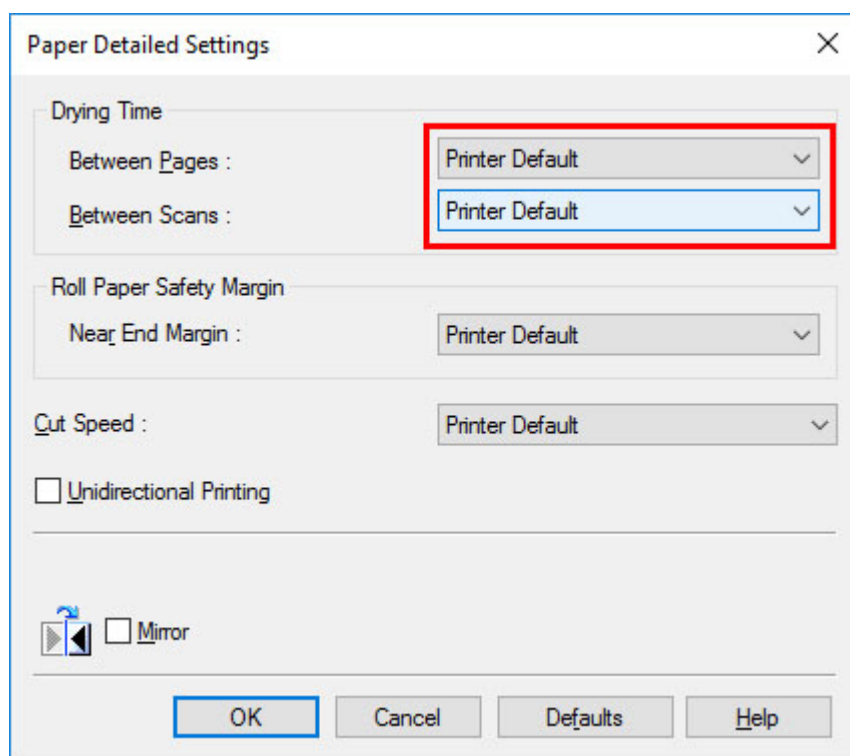 Paper Detailed Settings
Drying Time
Between Pages : Printer Default
Between Scans : Printer Default
Roll Paper Safety Margin
Near End Margin : Printer Default
Cut Speed : Printer Default
Unidirectional Printing
Mirror
OK Cancel Defaults Help